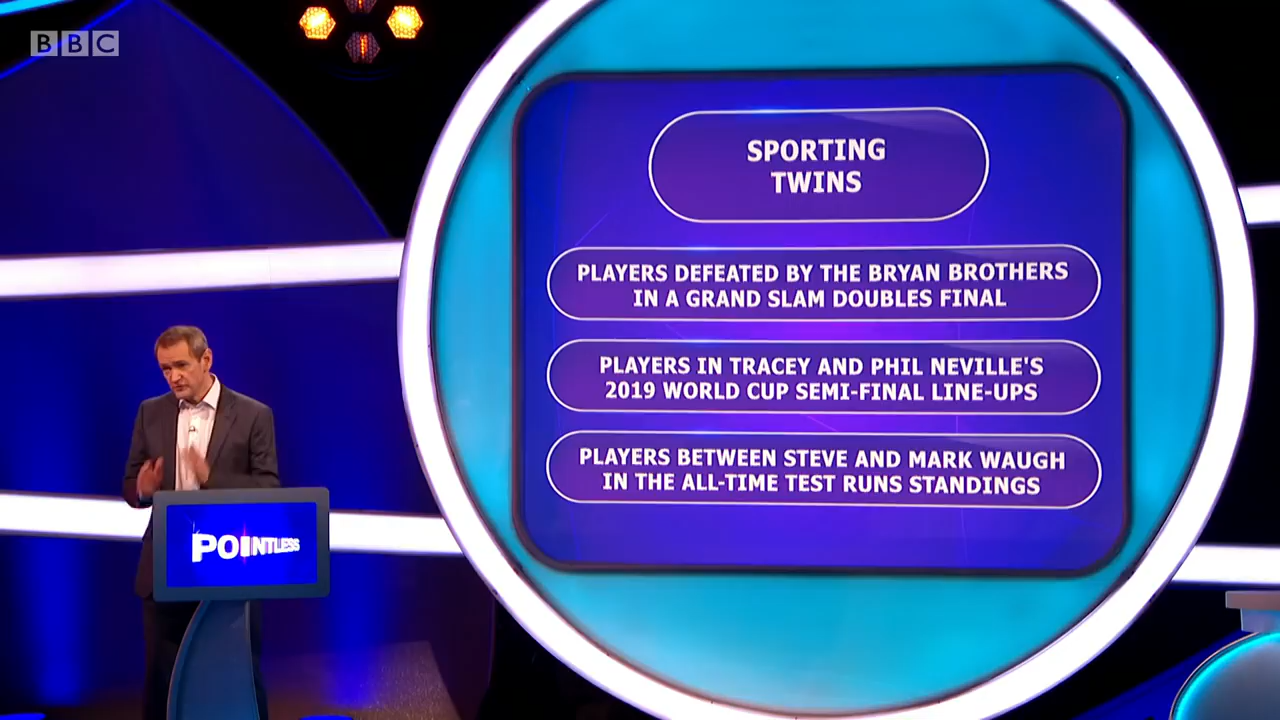 BBC
SPORTING
TWINS
PLAYERS DEFEATED BY THE BRYAN BROTHERS
IN A GRAND SLAM DOUBLES FINAL
PLAYERS IN TRACEY AND PHIL NEVILLE'S
2019 WORLD CUP SEMI-FINAL LINE-UPS
PLAYERS BETWEEN STEVE AND MARK WAUGH
IN THE ALL-TIME TEST RUNS STANDINGS
POINTLESS